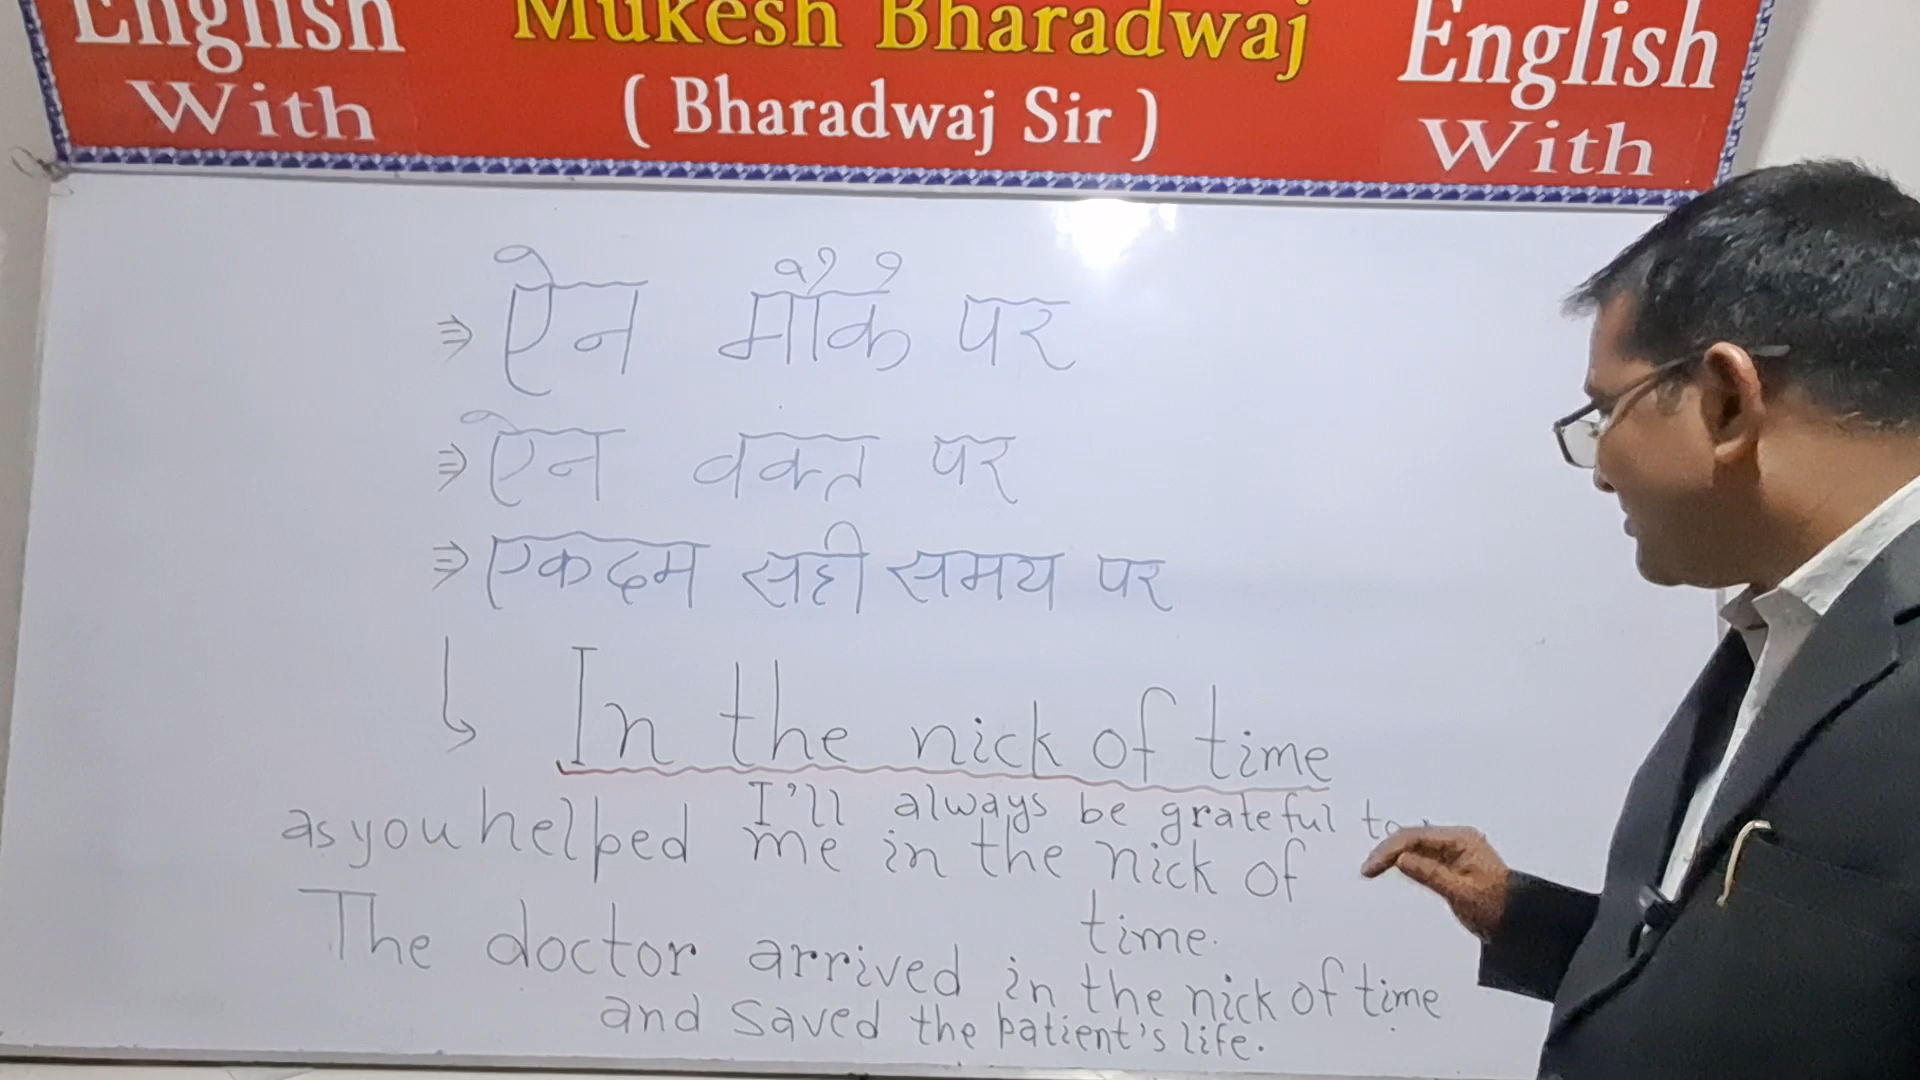 English
With
Mukesh Bharadwaj
( Bharadwaj Sir )
English
With
⇒ ऐन मौके पर
⇒ ऐन वक्त पर
⇒ एकदम सही समय पर
↳ In the nick of time
I'll always be grateful to
as you helped me in the nick of
time.
The doctor arrived in the nick of time
and saved the patient's life.